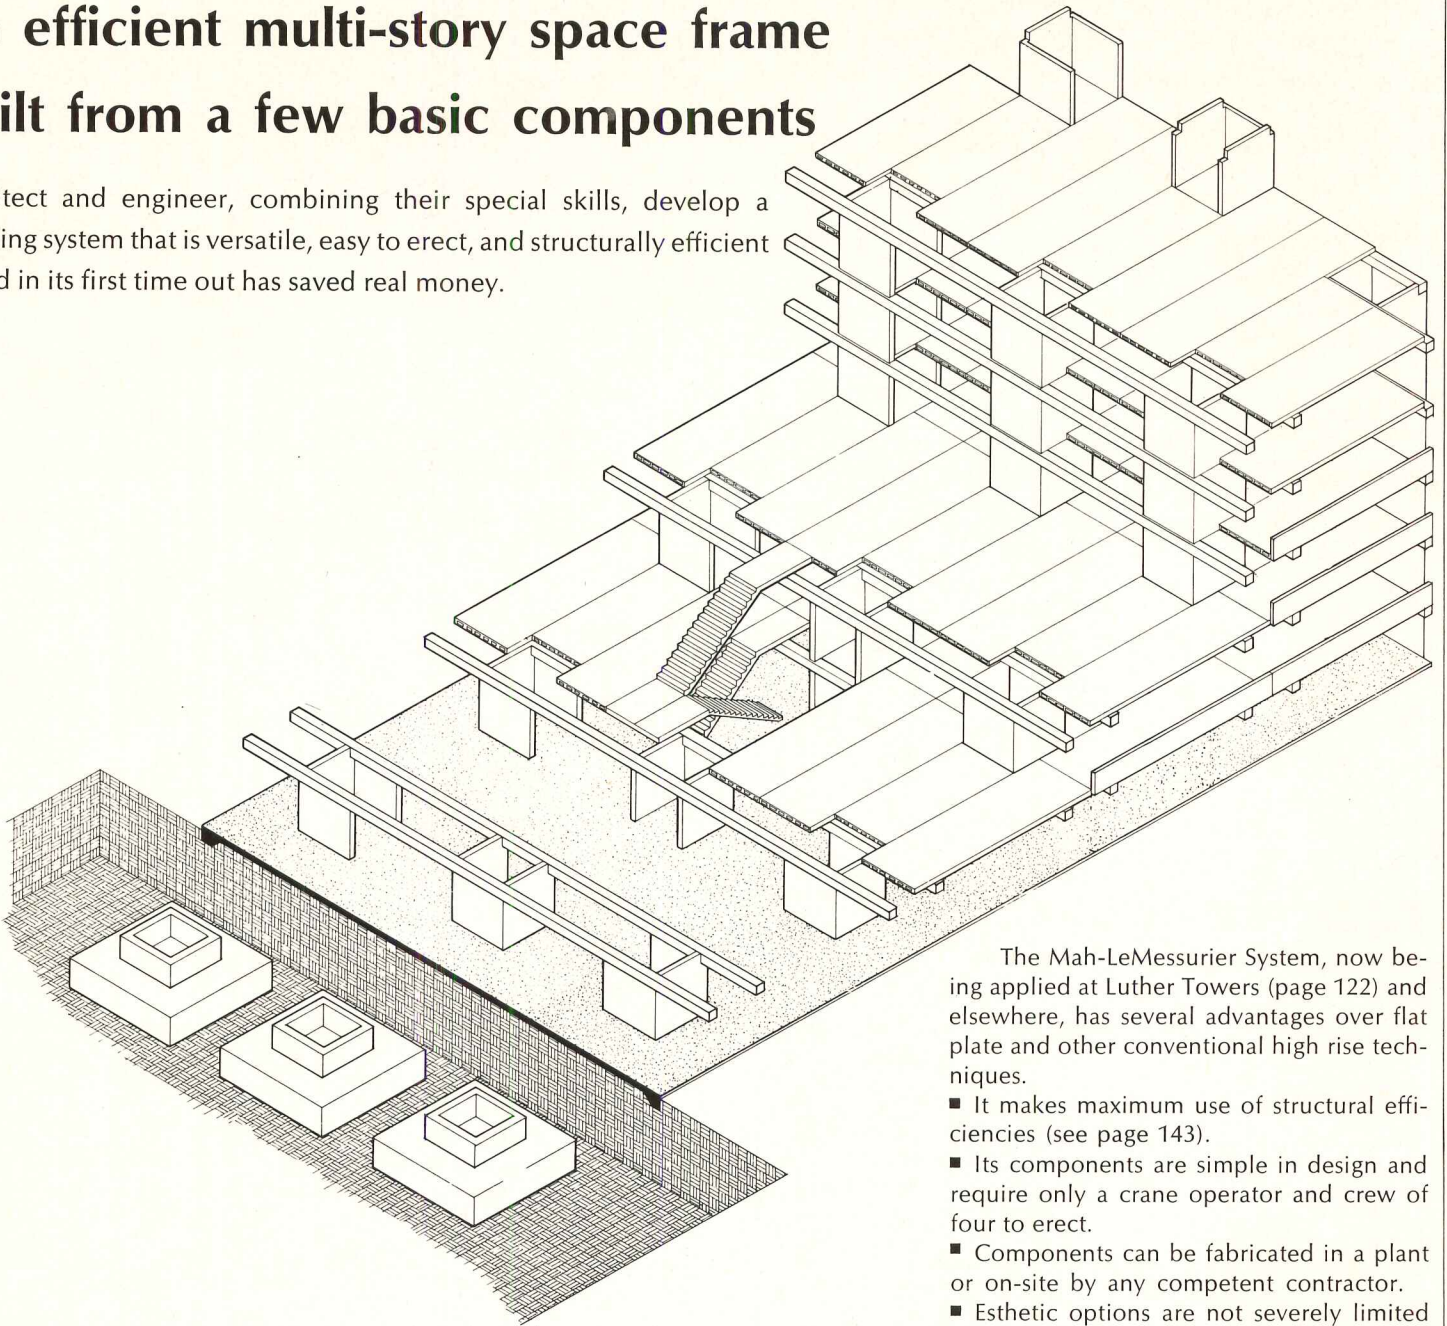 efficient multi-story space frame
ilt from a few basic components
tect and engineer, combining their special skills, develop a
ing system that is versatile, easy to erect, and structurally efficient
d in its first time out has saved real money.
The Mah-LeMessurier System, now be-
ing applied at Luther Towers (page 122) and
elsewhere, has several advantages over flat
plate and other conventional high rise tech-
niques.
■ It makes maximum use of structural effi-
ciencies (see page 143).
■ Its components are simple in design and
require only a crane operator and crew of
four to erect.
■ Components can be fabricated in a plant
or on-site by any competent contractor.
■ Esthetic options are not severely limited